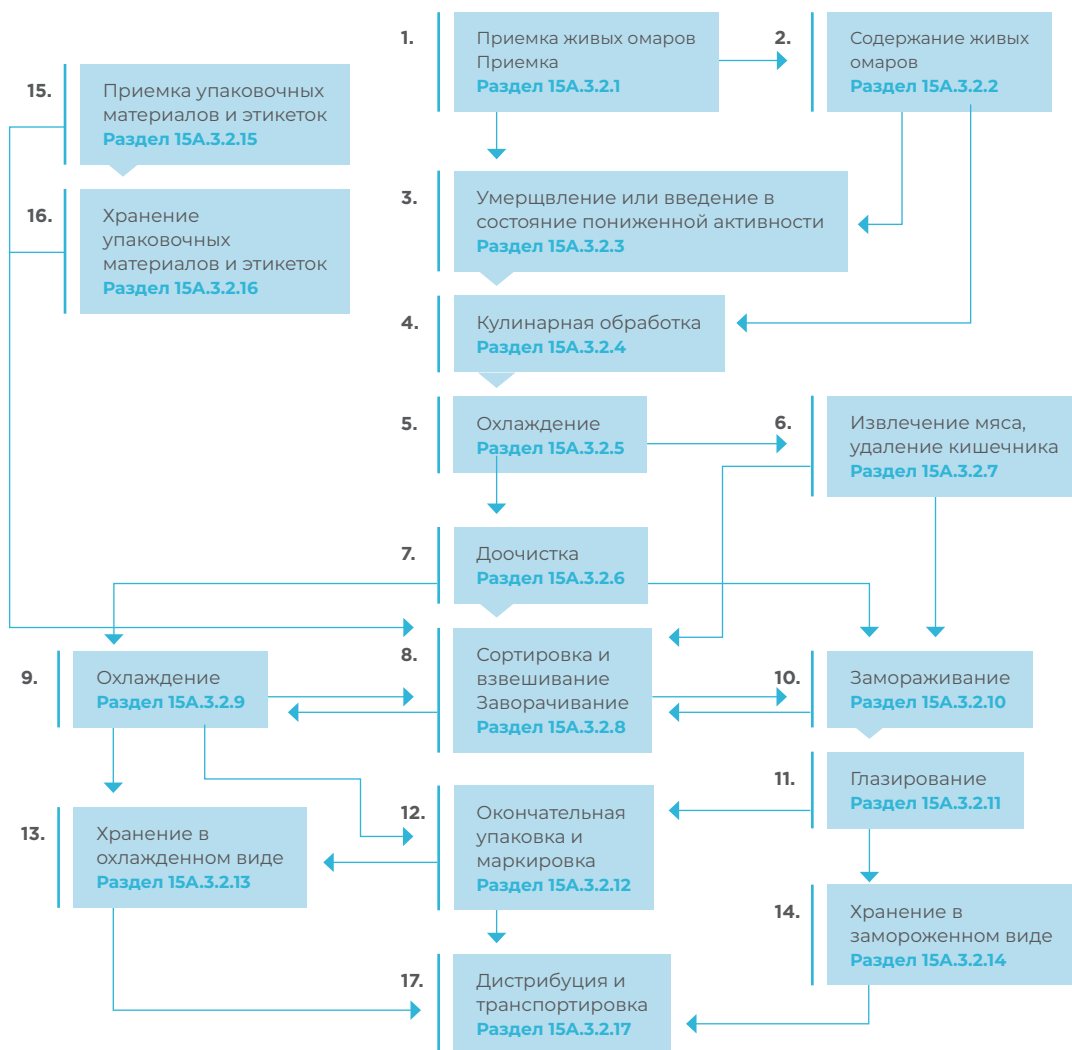 1.
Приемка живых омаров
Приемка
Раздел 15A.3.2.1
2.
Содержание живых
омаров
Раздел 15A.3.2.2
15.
Приемка упаковочных
материалов и этикеток
Раздел 15A.3.2.15
16.
Хранение
упаковочных
материалов и этикеток
Раздел 15A.3.2.16
3.
Умерщвление или введение в
состояние пониженной активности
Раздел 15A.3.2.3
4.
Кулинарная обработка
Раздел 15A.3.2.4
5.
Охлаждение
Раздел 15A.3.2.5
6.
Извлечение мяса,
удаление кишечника
Раздел 15A.3.2.7
7.
Доочистка
Раздел 15A.3.2.6
8.
Сортировка и
взвешивание
Заворачивание
Раздел 15A.3.2.8
9.
Охлаждение
Раздел 15A.3.2.9
10.
Замораживание
Раздел 15A.3.2.10
11.
Глазирование
Раздел 15A.3.2.11
12.
Окончательная
упаковка и
маркировка
Раздел 15A.3.2.12
13.
Хранение в
охлажденном виде
Раздел 15A.3.2.13
14.
Хранение в
замороженном виде
Раздел 15A.3.2.14
17.
Дистрибуция и
транспортировка
Раздел 15A.3.2.17